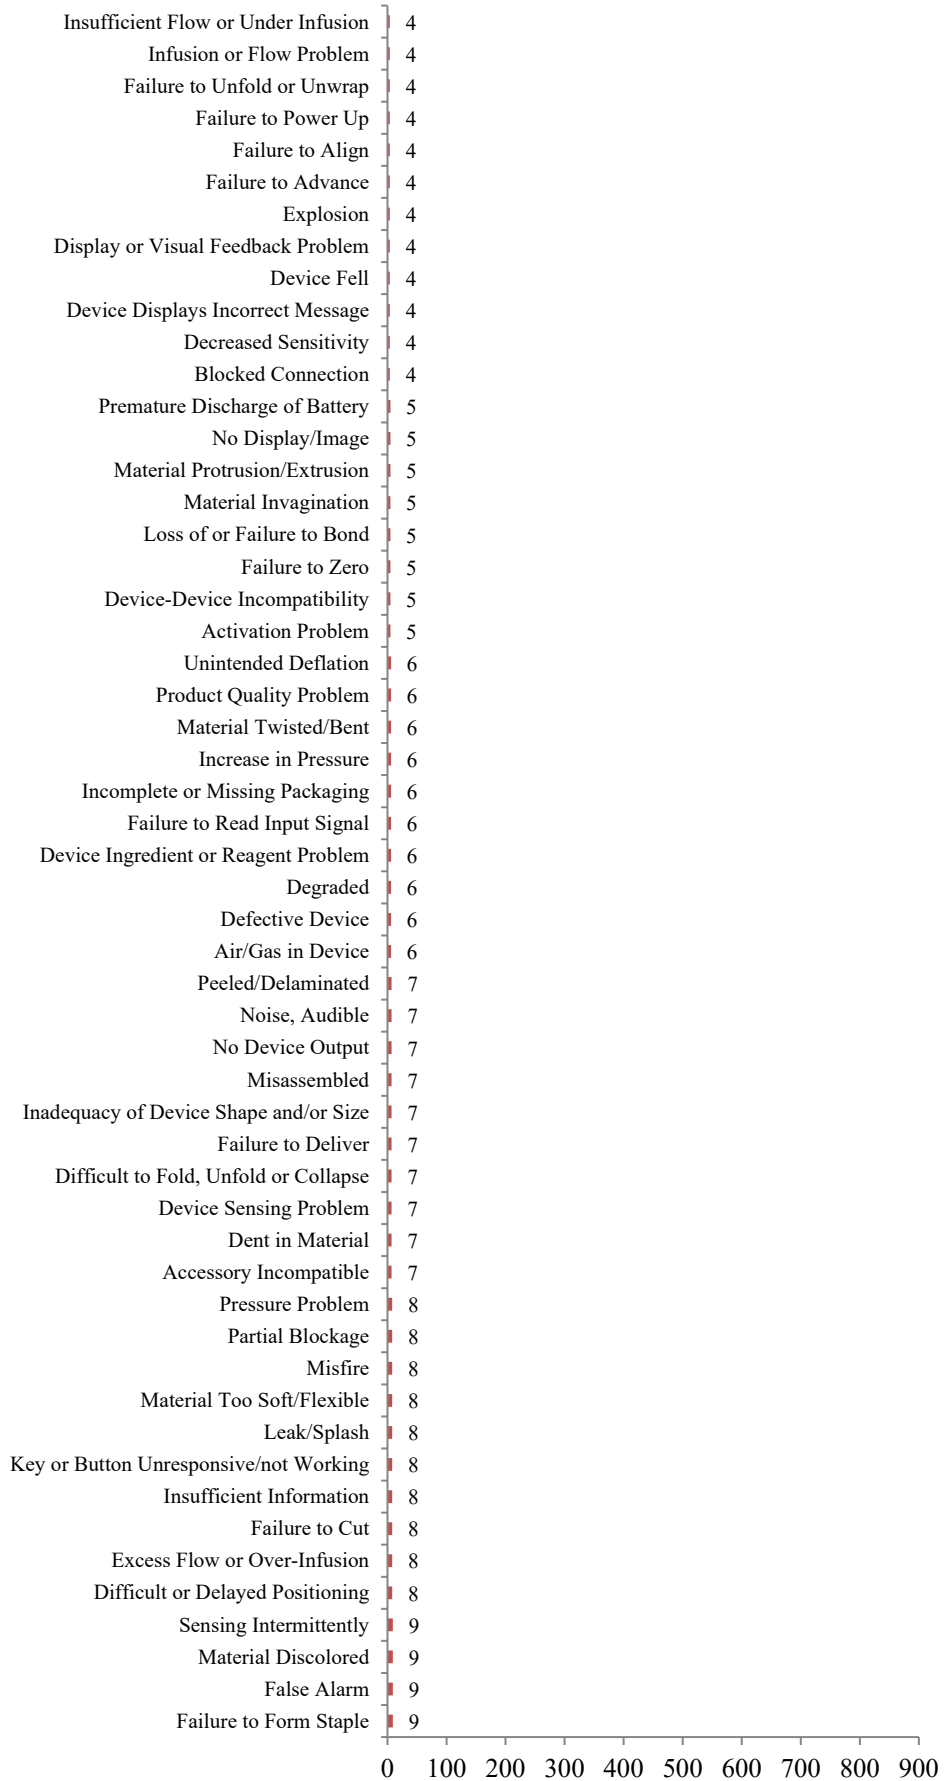 Insufficient Flow or Under Infusion 4
Infusion or Flow Problem 4
Failure to Unfold or Unwrap 4
Failure to Power Up 4
Failure to Align 4
Failure to Advance 4
Explosion 4
Display or Visual Feedback Problem 4
Device Fell 4
Device Displays Incorrect Message 4
Decreased Sensitivity 4
Blocked Connection 4
Premature Discharge of Battery 5
No Display/Image 5
Material Protrusion/Extrusion 5
Material Invagination 5
Loss of or Failure to Bond 5
Failure to Zero 5
Device-Device Incompatibility 5
Activation Problem 5
Unintended Deflation 6
Product Quality Problem 6
Material Twisted/Bent 6
Increase in Pressure 6
Incomplete or Missing Packaging 6
Failure to Read Input Signal 6
Device Ingredient or Reagent Problem 6
Degraded 6
Defective Device 6
Air/Gas in Device 6
Peeled/Delaminated 7
Noise, Audible 7
No Device Output 7
Misassembled 7
Inadequacy of Device Shape and/or Size 7
Failure to Deliver 7
Difficult to Fold, Unfold or Collapse 7
Device Sensing Problem 7
Dent in Material 7
Accessory Incompatible 7
Pressure Problem 8
Partial Blockage 8
Misfire 8
Material Too Soft/Flexible 8
Leak/Splash 8
Key or Button Unresponsive/not Working 8
Insufficient Information 8
Failure to Cut 8
Excess Flow or Over-Infusion 8
Difficult or Delayed Positioning 8
Sensing Intermittently 9
Material Discolored 9
False Alarm 9
Failure to Form Staple 9
0 100 200 300 400 500 600 700 800 900